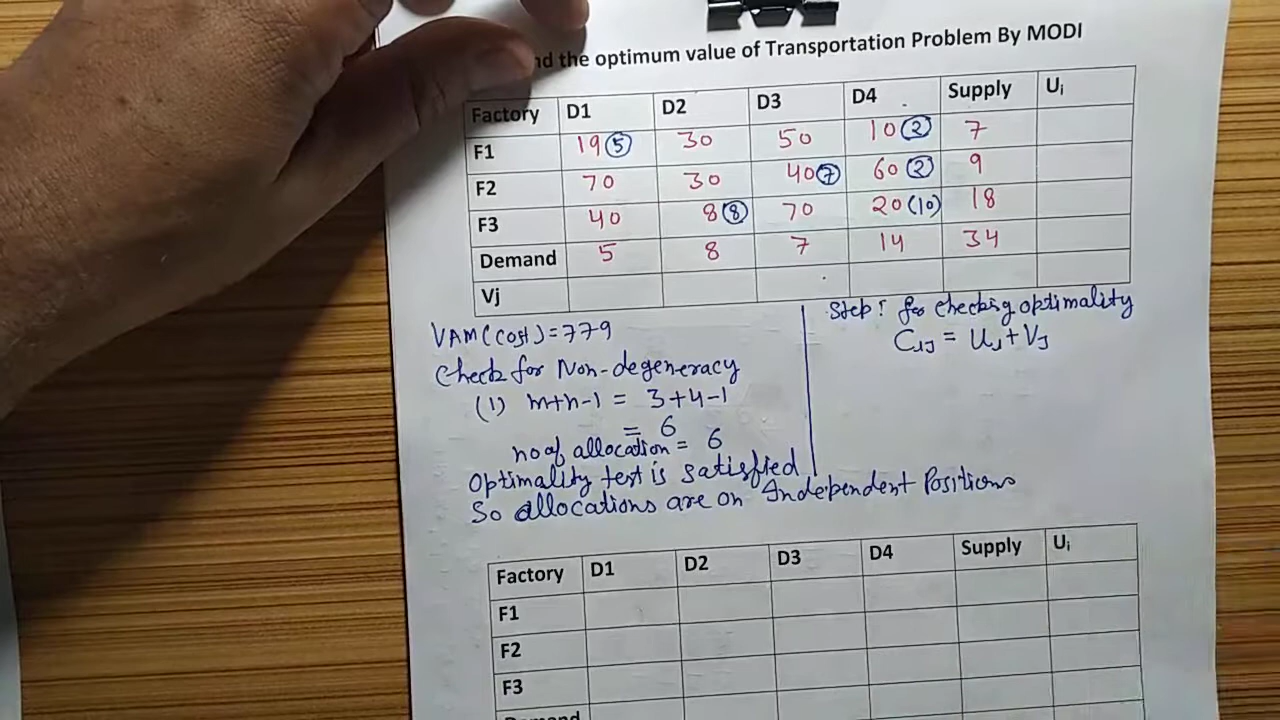 the optimum value of Transportation Problem By MODI
Factory D1 D2 D3 D4 Supply Ui
F1 19 (5) 30 50 10 (2) 7
F2 70 30 40 (7) 60 (2) 9
F3 40 8 (8) 70 20 (10) 18
Demand 5 8 7 14 34
Vj
VAM(cost)=779
Check for Non-degeneracy
(1) m+n-1 = 3+4-1
= 6
no of allocation = 6
Optimality test is satisfied
So allocations are on Independent Positions
Step: for checking optimality
CiJ = Ui+VJ
Factory D1 D2 D3 D4 Supply Ui
F1
F2
F3
Demand